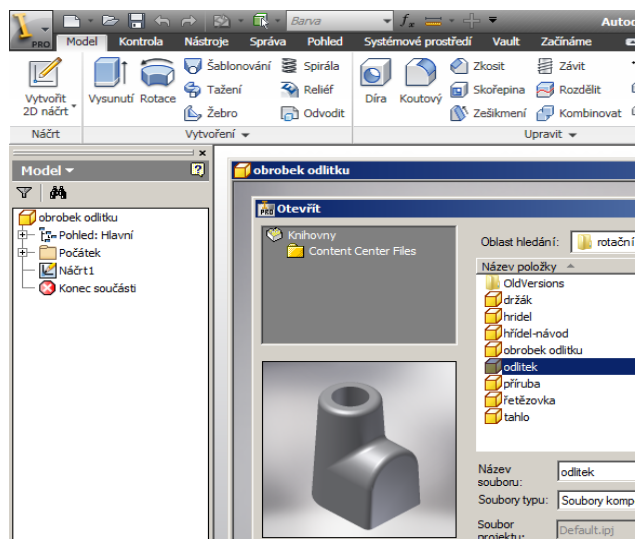 Barva
Autod
PRO
Model Kontrola Nástroje Správa Pohled Systémové prostředí Vault Začínáme
Vytvořit
2D náčrt
Vysunutí Rotace
Šablonování
Tažení
Žebro
Spirála
Reliéf
Odvodit
Díra Koutový
Zkosit
Skořepina
Zešikmení
Závit
Rozdělit
Kombinovat
Náčrt Vytvoření Upravit
Model
obrobek odlitku
Pohled: Hlavní
Počátek
Náčrt1
Konec součásti
obrobek odlitku
PRO
Otevřít
Knihovny
Content Center Files
Oblast hledání: rotační
Název položky
OldVersions
držák
hridel
hřídel-návod
obrobek odlitku
odlitek
příruba
řetězovka
tahlo
Název
souboru: odlitek
Soubory typu: Soubory komp
Soubor
projektu: Default.ipj